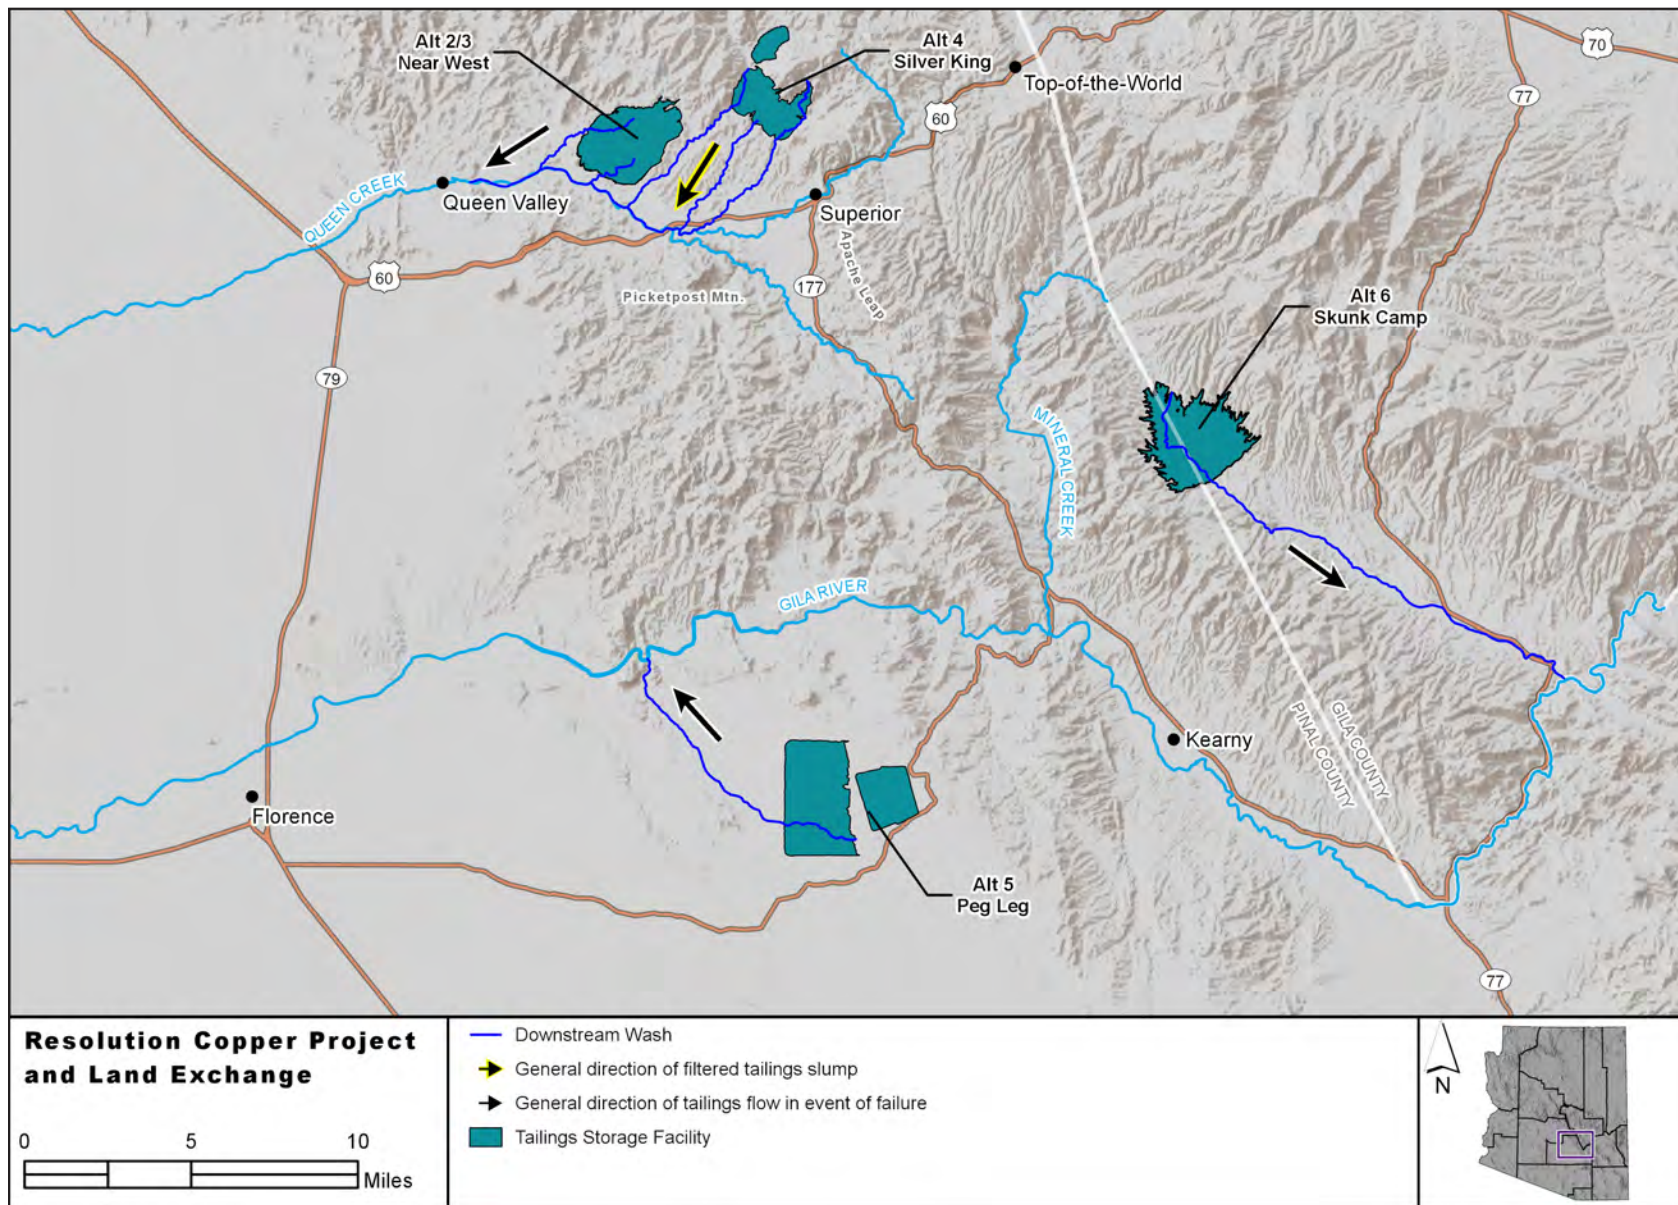 Alt 2/3
Near West
Alt 4
Silver King
70
Top-of-the-World
77
60
QUEEN CREEK
Queen Valley
Superior
Apache Leap
60
177
Picketpost Mtn.
Alt 6
Skunk Camp
79
MINERAL CREEK
GILA RIVER
Kearny
GILA COUNTY
PINAL COUNTY
Florence
Alt 5
Peg Leg
77
Resolution Copper Project
and Land Exchange
0 5 10
Miles
Downstream Wash
General direction of filtered tailings slump
General direction of tailings flow in event of failure
Tailings Storage Facility
N